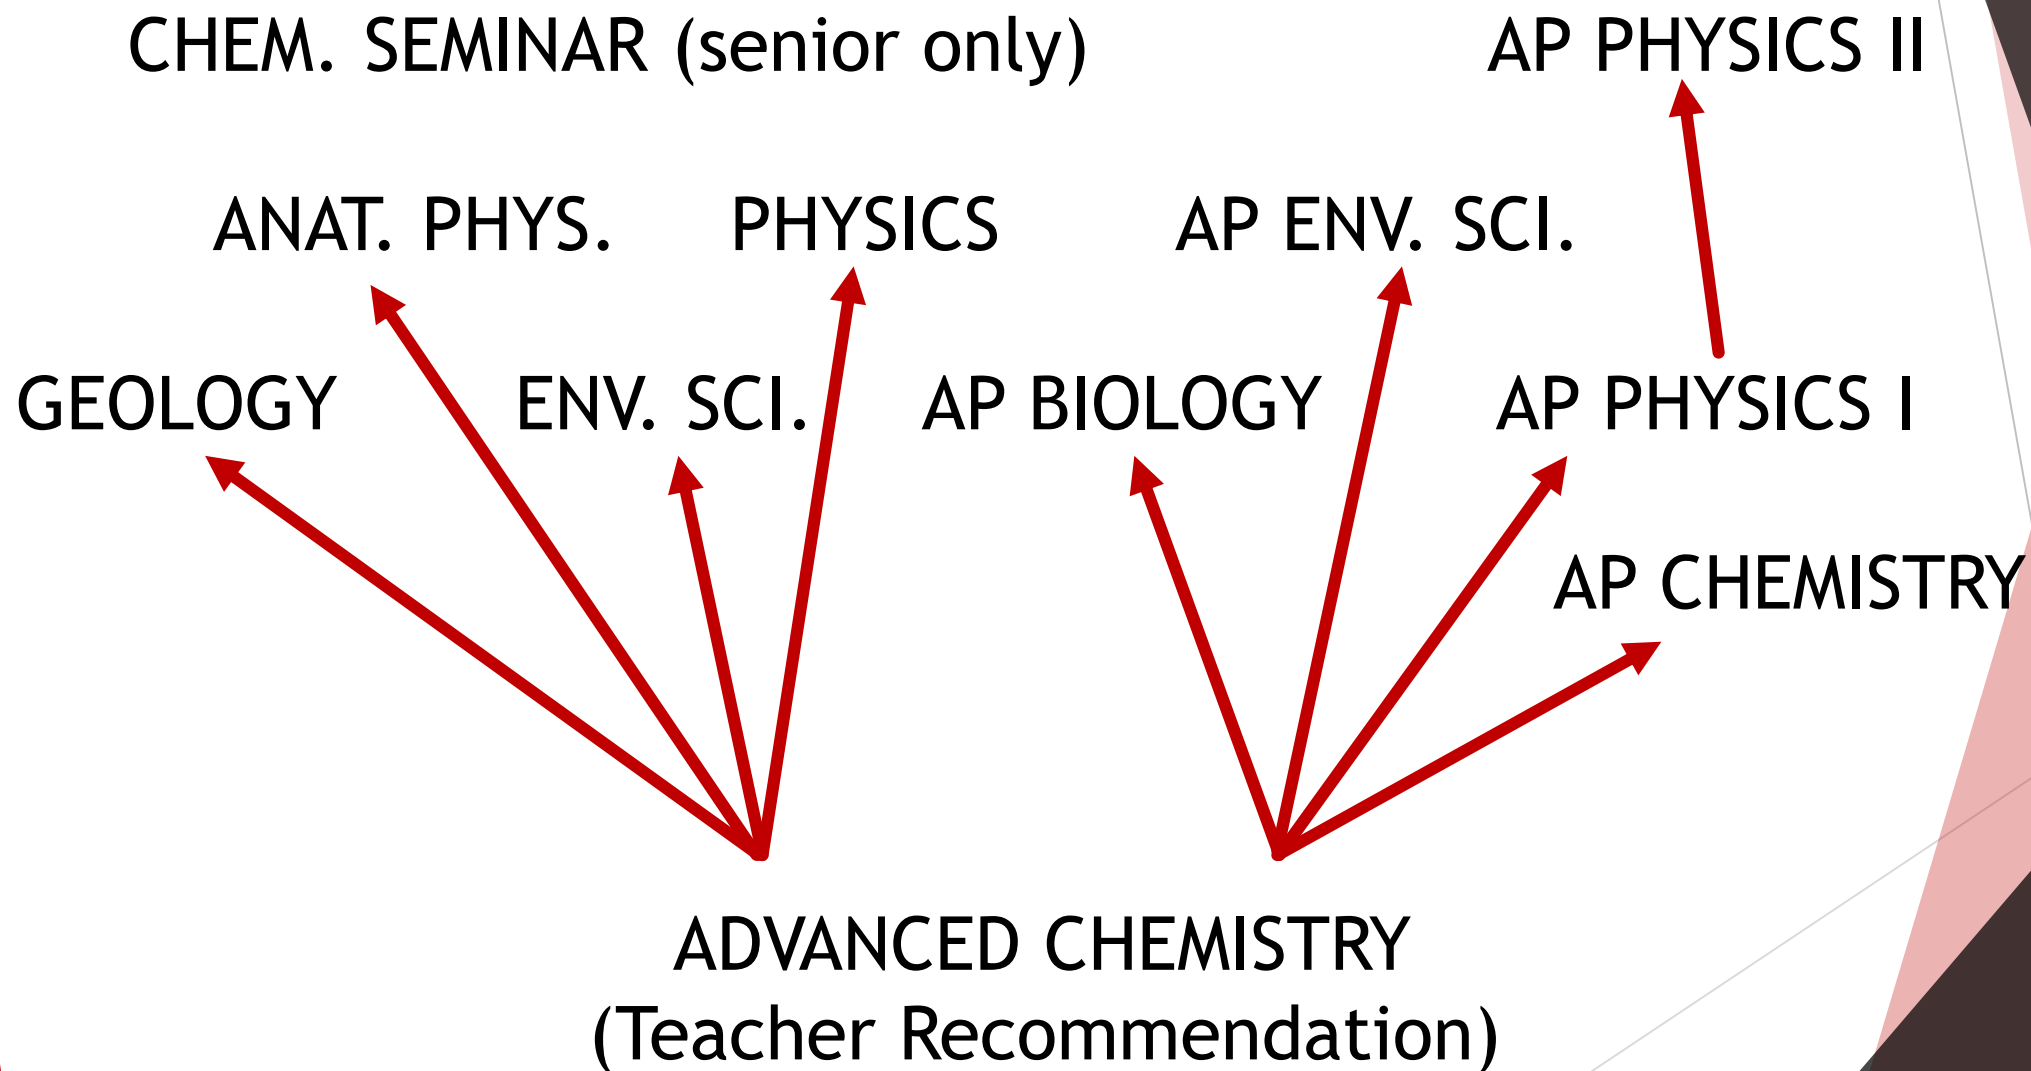 CHEM. SEMINAR (senior only)
AP PHYSICS II
ANAT. PHYS.
PHYSICS
AP ENV. SCI.
GEOLOGY
ENV. SCI.
AP BIOLOGY
AP PHYSICS I
AP CHEMISTRY
ADVANCED CHEMISTRY
(Teacher Recommendation)